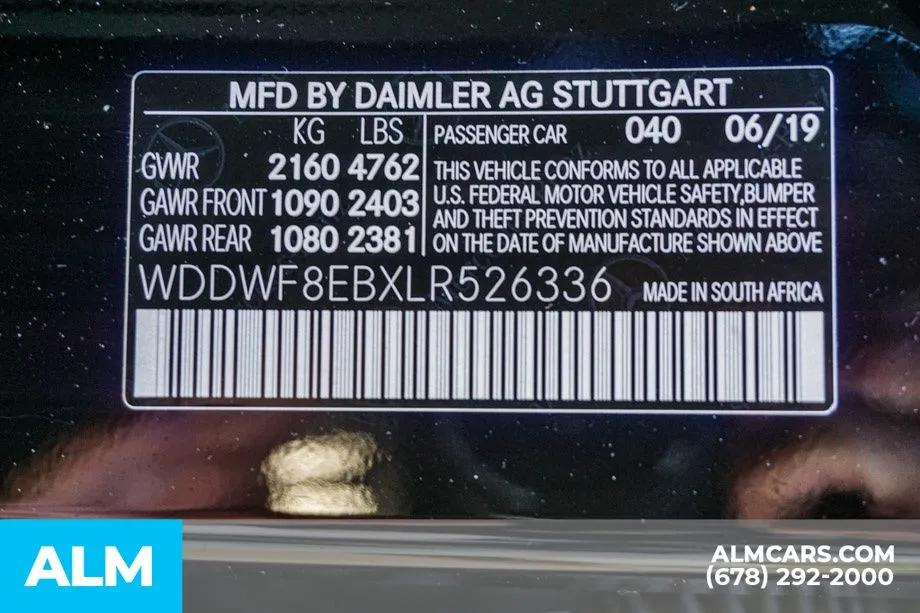 MFD BY DAIMLER AG STUTTGART
KG LBS
GVWR 2160 4762
GAWR FRONT 1090 2403
GAWR REAR 1080 2381
PASSENGER CAR 040 06/19
THIS VEHICLE CONFORMS TO ALL APPLICABLE
U.S. FEDERAL MOTOR VEHICLE SAFETY,BUMPER
AND THEFT PREVENTION STANDARDS IN EFFECT
ON THE DATE OF MANUFACTURE SHOWN ABOVE
WDDWF8EBXLR526336 MADE IN SOUTH AFRICA
ALM
ALMCARS.COM
(678) 292-2000